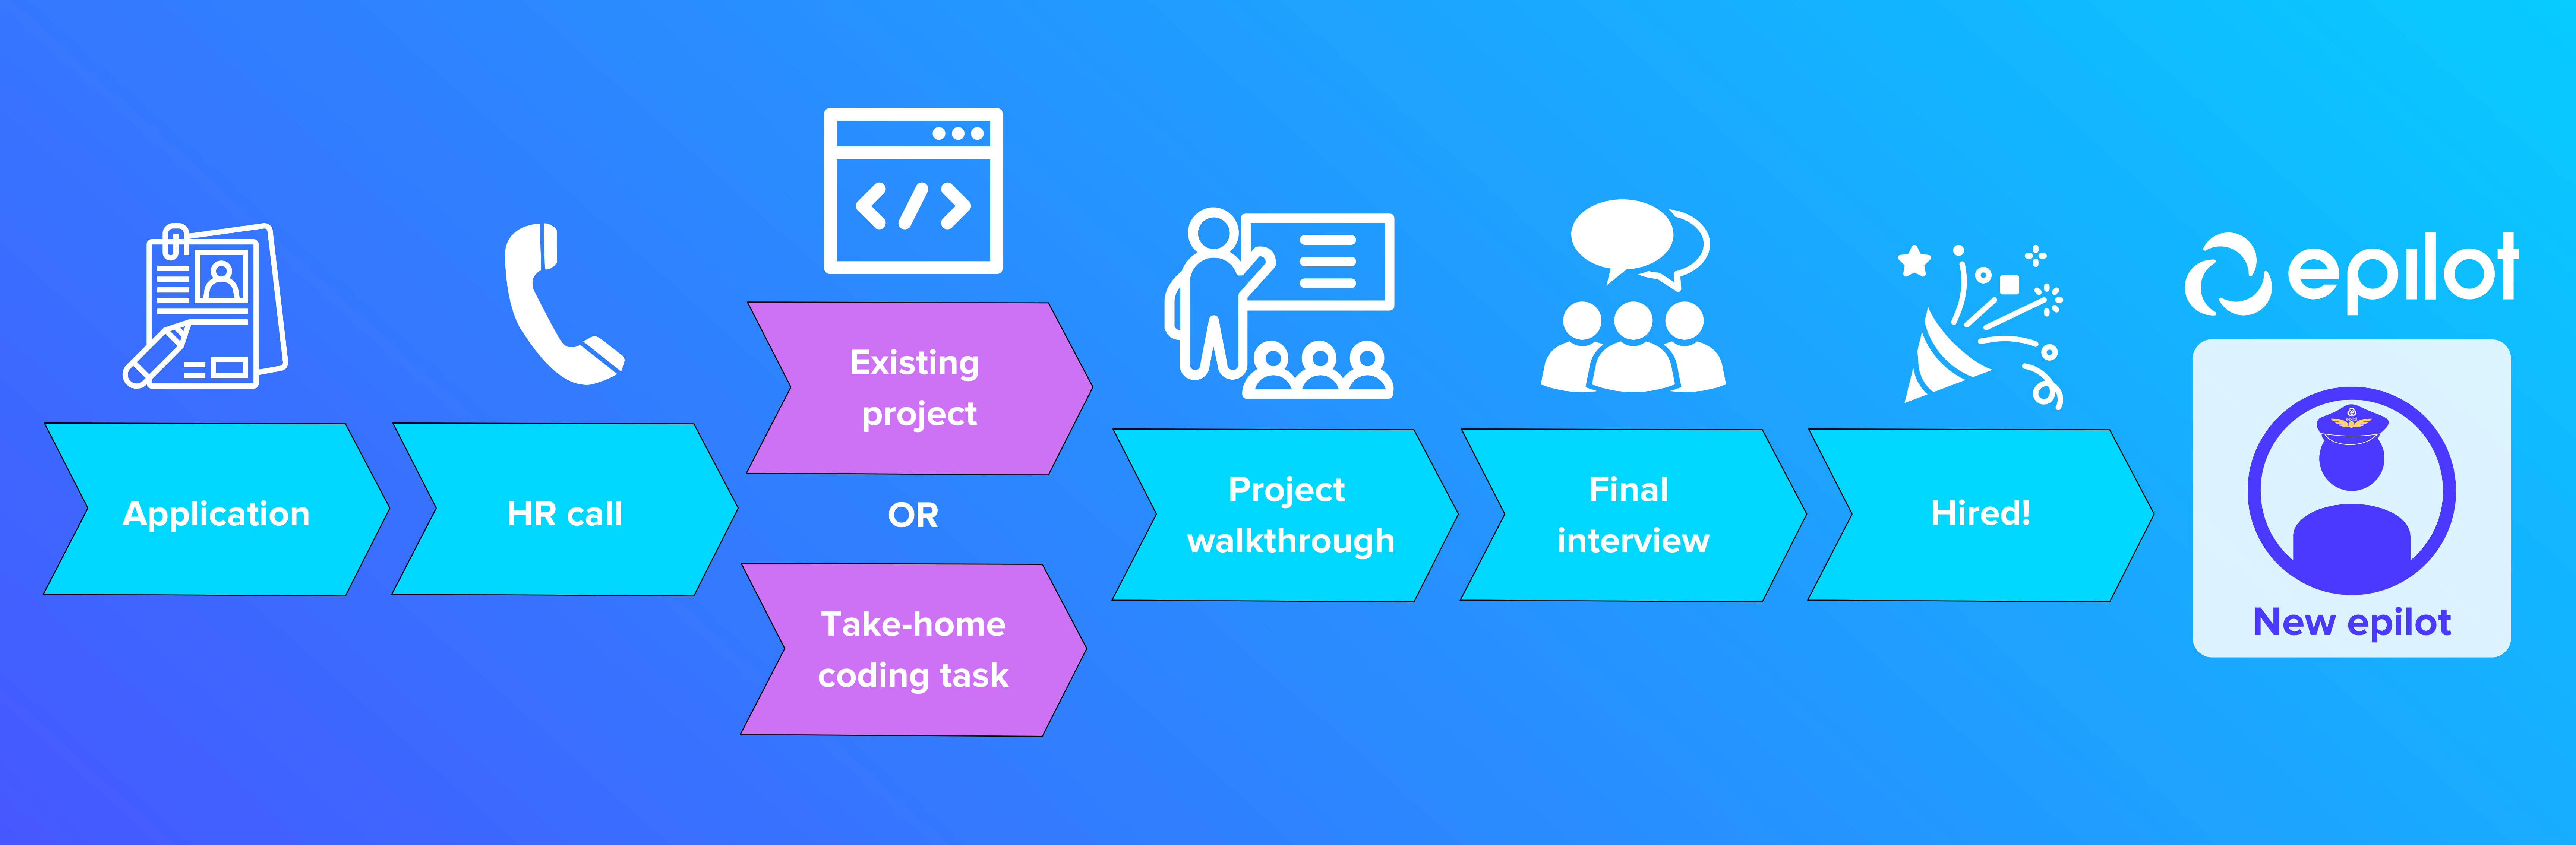 Application
HR call
Existing
project
OR
Take-home
coding task
Project
walkthrough
Final
interview
Hired!
epilot
New epilot